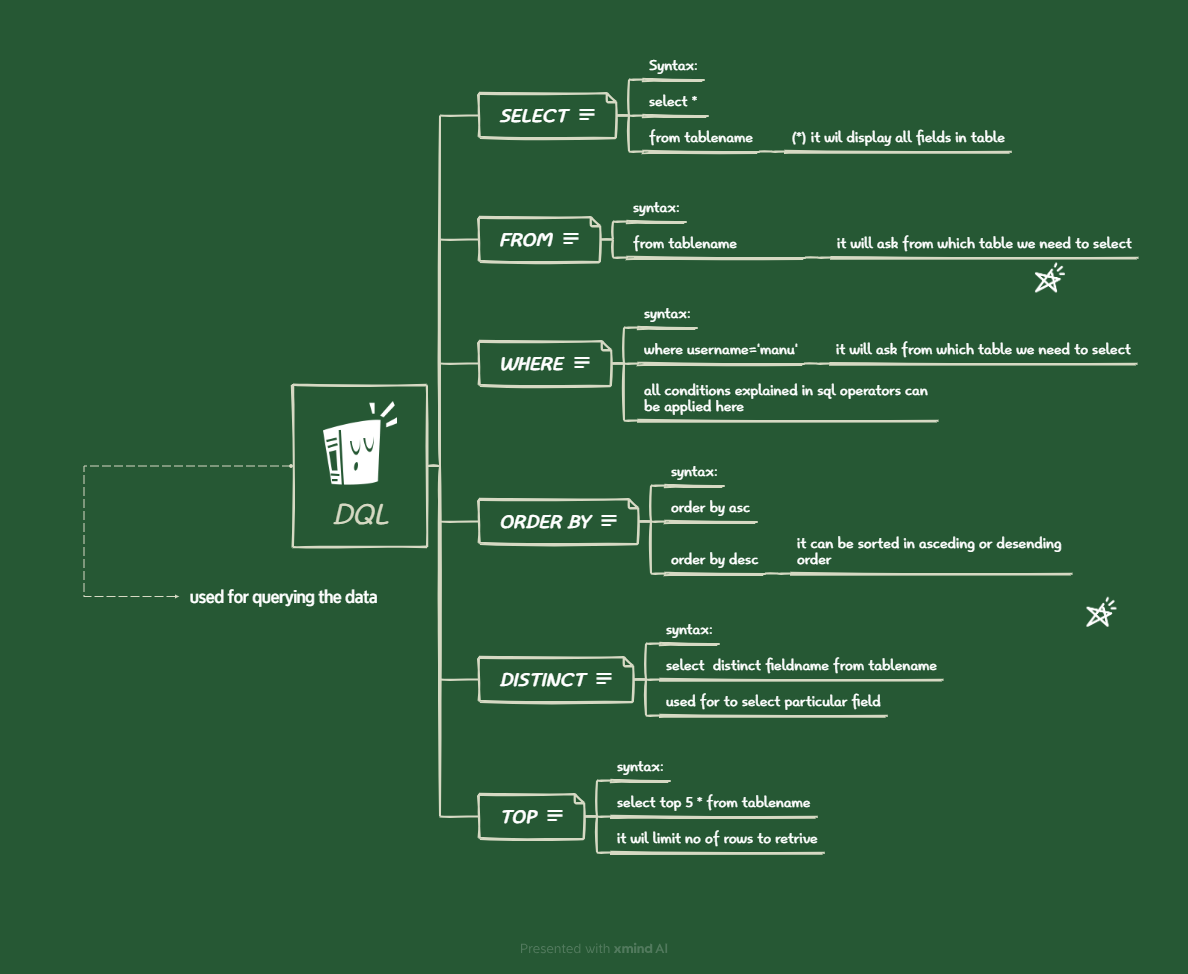 Syntax:
select *
SELECT
from tablename
(*) it wil display all fields in table
syntax:
FROM
from tablename
it will ask from which table we need to select
syntax:
WHERE
where username='manu'
it will ask from which table we need to select
all conditions explained in sql operators can
be applied here
DQL
used for querying the data
syntax:
order by asc
ORDER BY
order by desc
it can be sorted in asceding or desending
order
syntax:
DISTINCT
select distinct fieldname from tablename
used for to select particular field
syntax:
TOP
select top 5 * from tablename
it wil limit no of rows to retrive
Presented with xmind AI